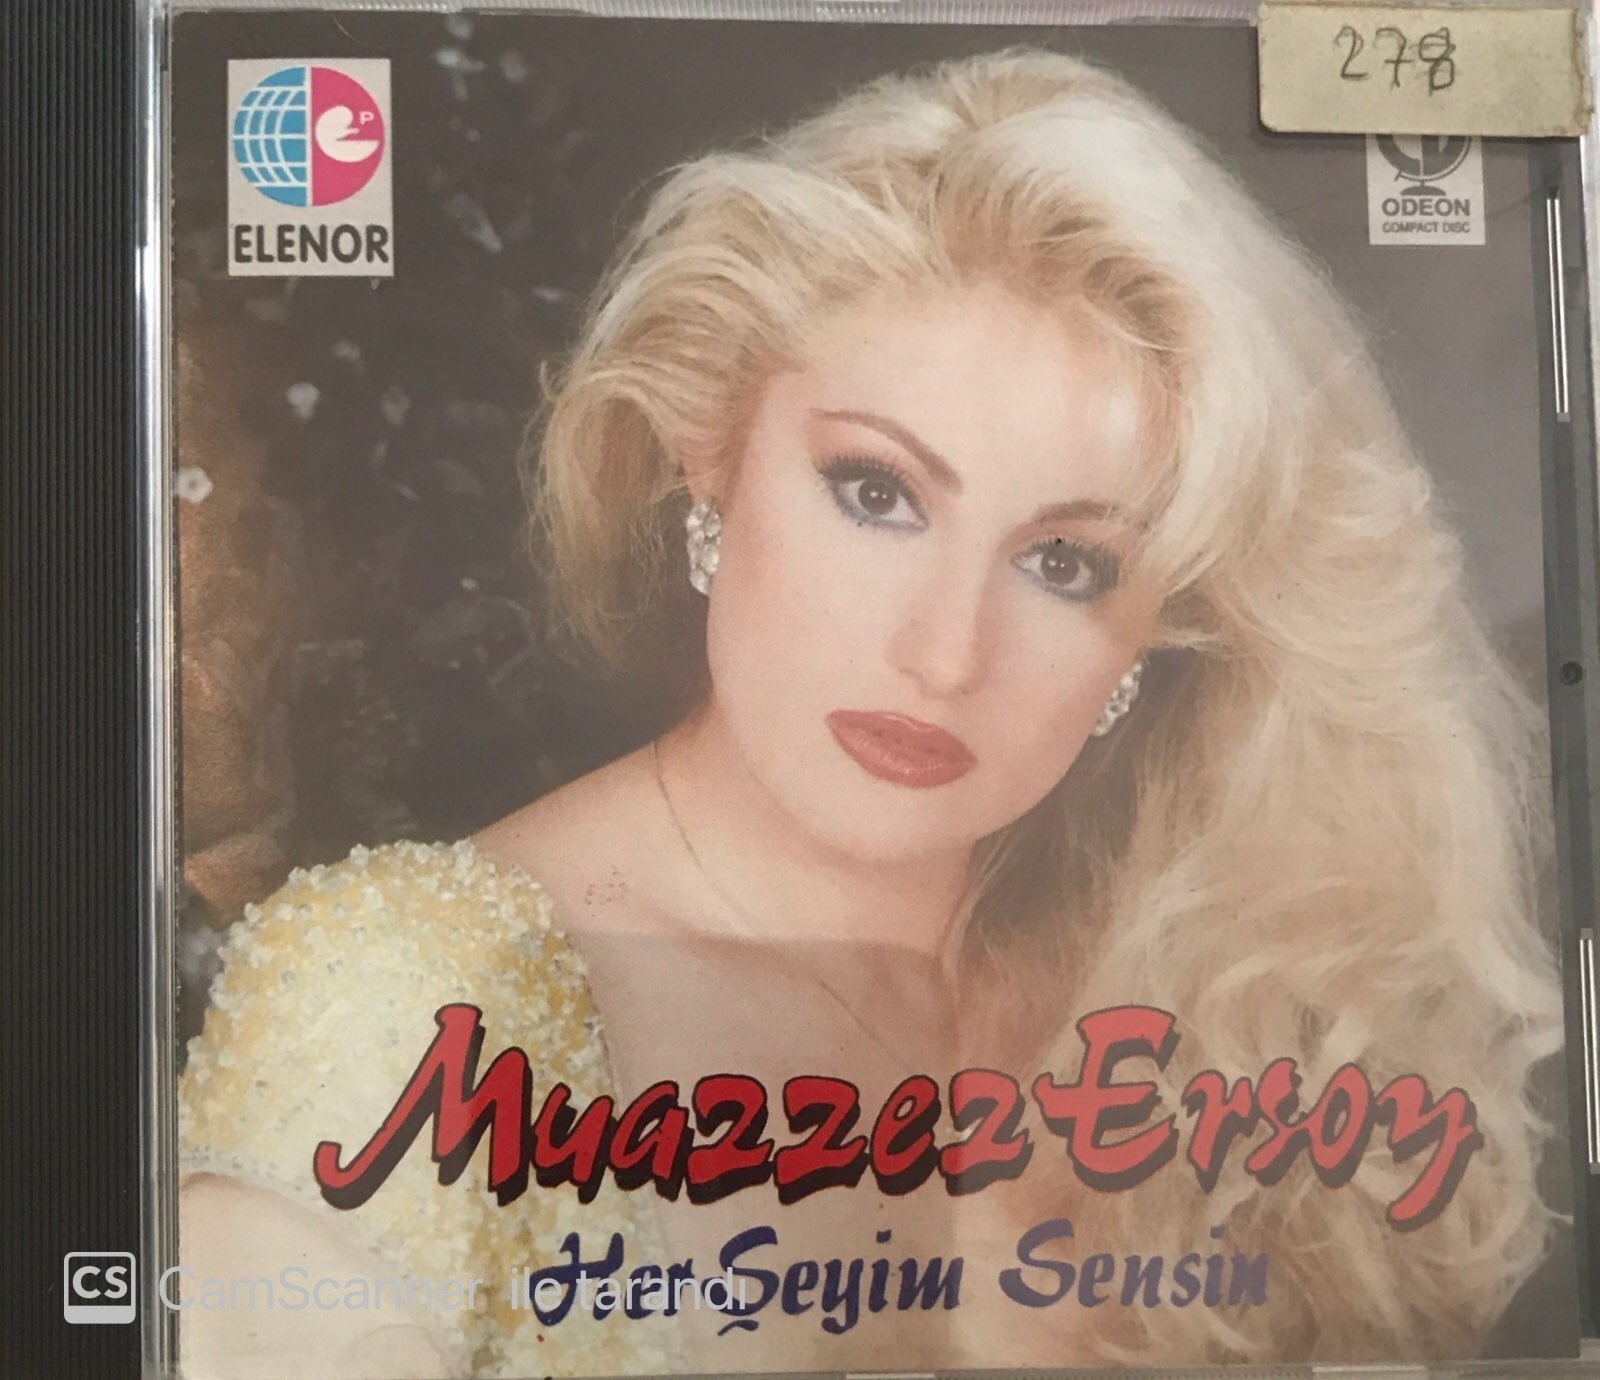 278
P
ELENOR
ODEON
COMPACT DISC
Muazzez Ersoy
Her Şeyim Sensin
CS CamScanner ile tarandı